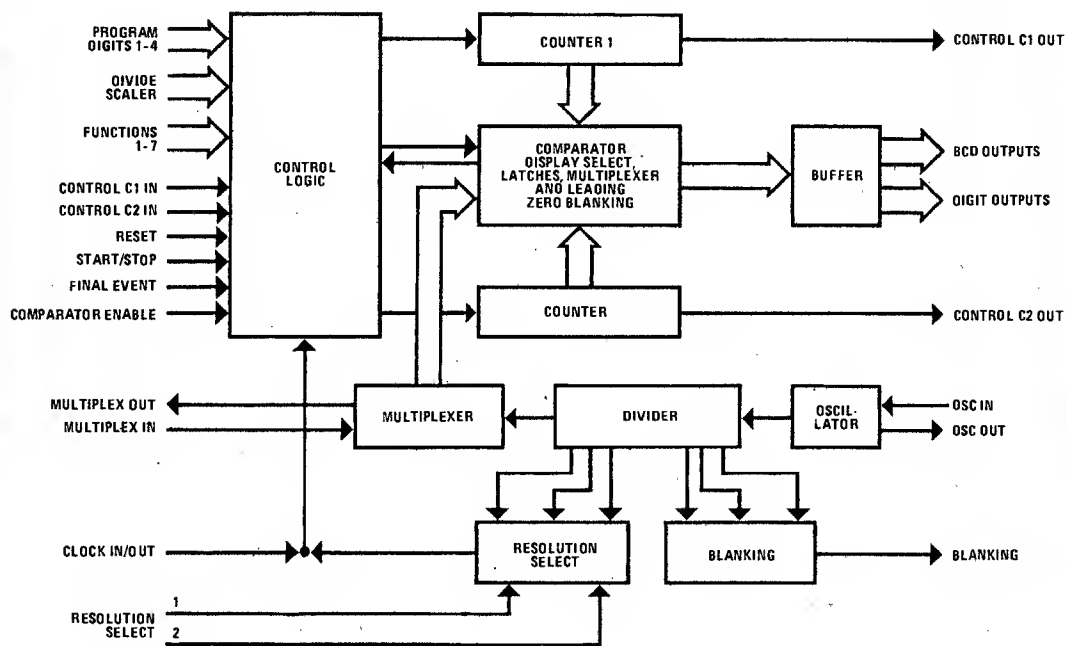 PROGRAM
OIGITS 1-4
OIVIDE
SCALER
FUNCTIONS
1-7
CONTROL C1 IN
CONTROL C2 IN
RESET
START/STOP
FINAL EVENT
COMPARATOR ENABLE
CONTROL
LOGIC
COUNTER 1
CONTROL C1 OUT
COMPARATOR
DISPLAY SELECT,
LATCHES, MULTIPLEXER
AND LEAOING
ZERO BLANKING
BUFFER
BCD OUTPUTS
OIGIT OUTPUTS
COUNTER
CONTROL C2 OUT
MULTIPLEX OUT
MULTIPLEX IN
MULTIPLEXER
DIVIDER
OSCIL-
LATOR
OSC IN
OSC OUT
CLOCK IN/OUT
RESOLUTION
SELECT
BLANKING
BLANKING
RESOLUTION
SELECT
1
2